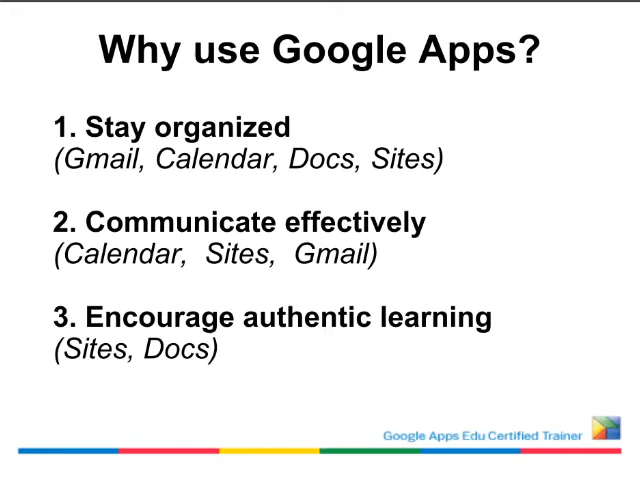 Why use Google Apps?
1. Stay organized
(Gmail, Calendar, Docs, Sites)
2. Communicate effectively
(Calendar,  Sites,  Gmail)
3. Encourage authentic learning
(Sites, Docs)
Google Apps Edu Certified Trainer